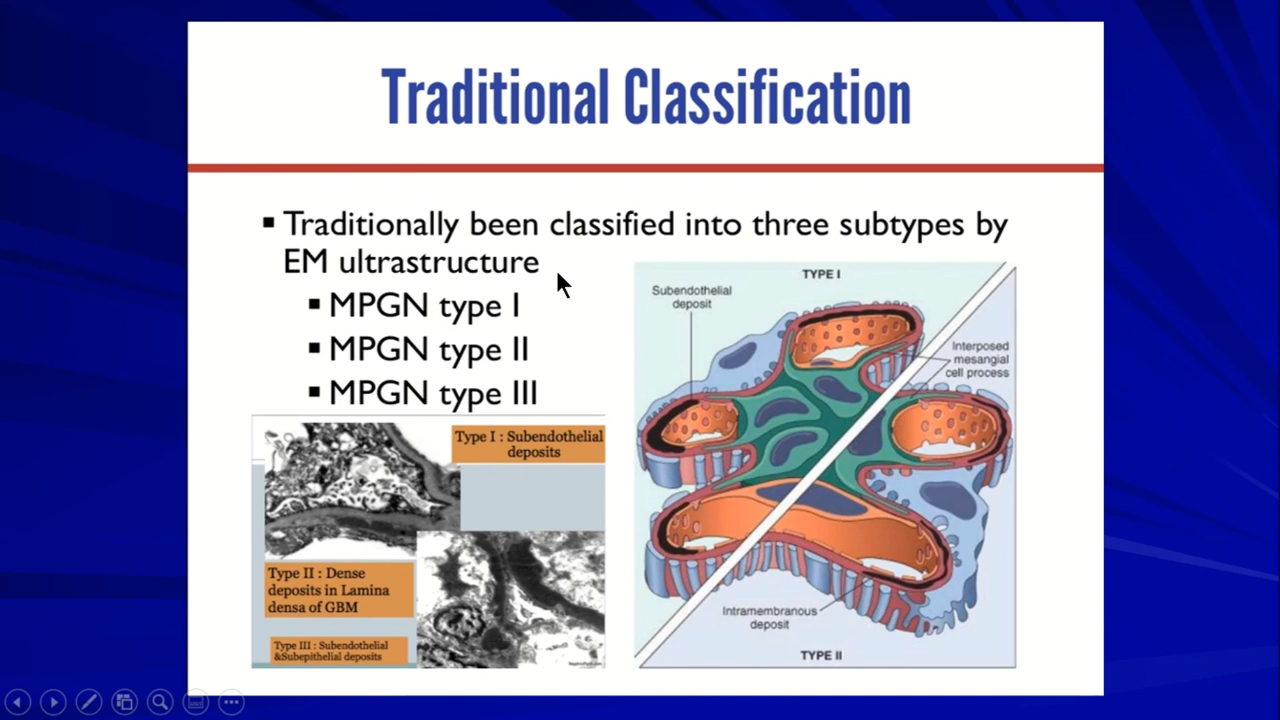 Traditional Classification
▪ Traditionally been classified into three subtypes by
EM ultrastructure
▪ MPGN type I
▪ MPGN type II
▪ MPGN type III
Type I : Subendothelial
deposits
Type II : Dense
deposits in Lamina
densa of GBM
Type III : Subendothelial
&Subepithelial deposits
TYPE I
Subendothelial
deposit
Interposed
mesangial
cell process
Intramembranous
deposit
TYPE II